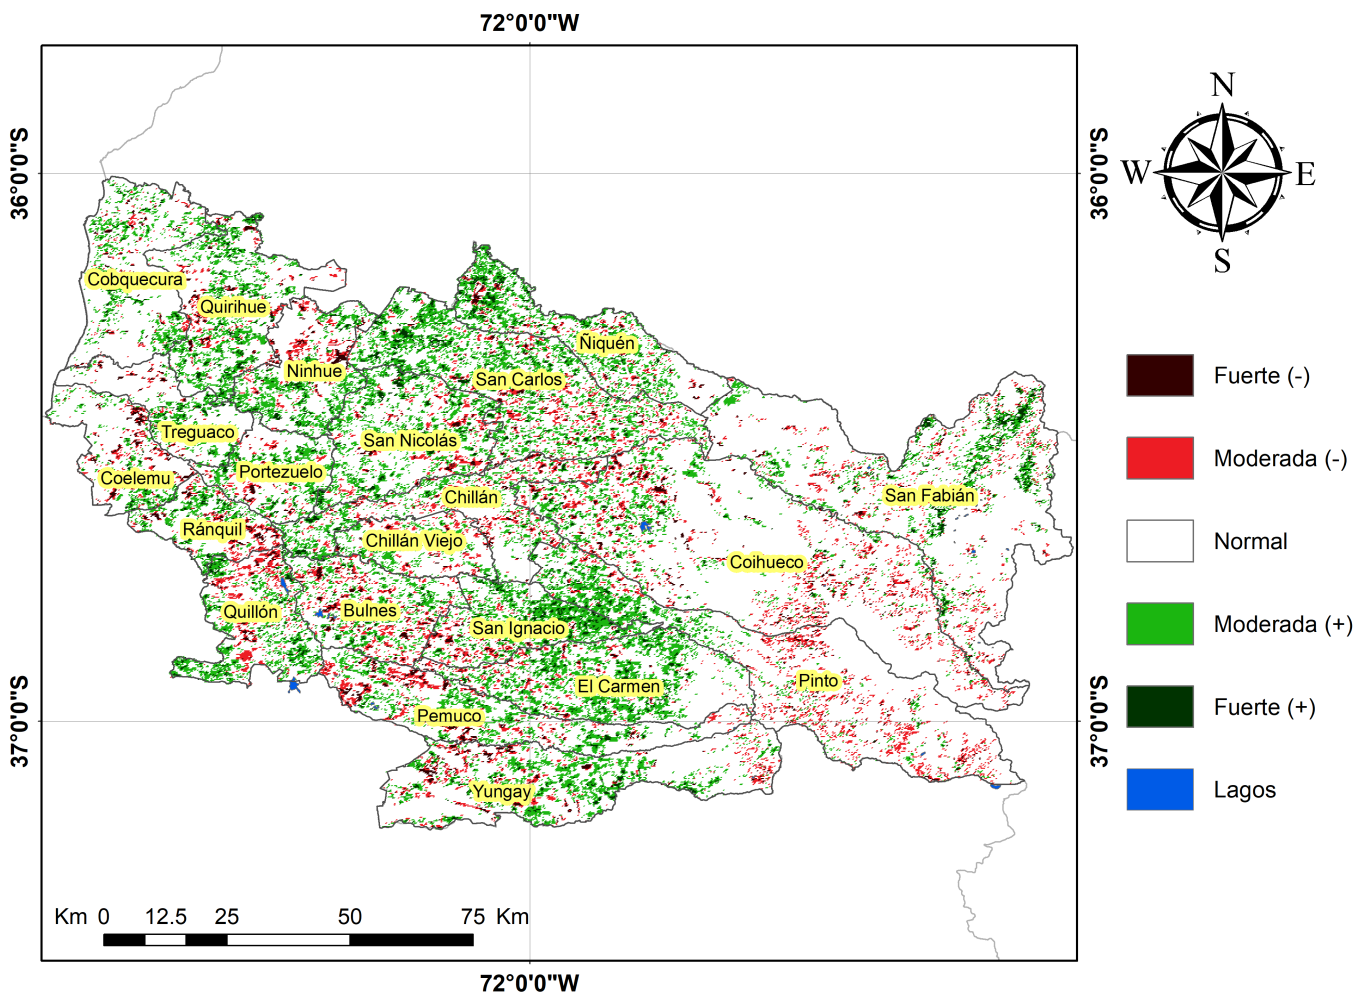 72°0'0"W
36°0'0"S
36°0'0"S
N
W
E
S
Cobquecura
Quirihue
Ñiquén
Ninhue
San Carlos
Treguaco
San Nicolás
Portezuelo
Coelemu
Chillán
San Fabián
Ránquil
Chillán Viejo
Coihueco
Quillón
Bulnes
San Ignacio
El Carmen
Pinto
Pemuco
Yungay
37°0'0"S
37°0'0"S
Fuerte (-)
Moderada (-)
Normal
Moderada (+)
Fuerte (+)
Lagos
Km 0 12.5 25 50 75 Km
72°0'0"W